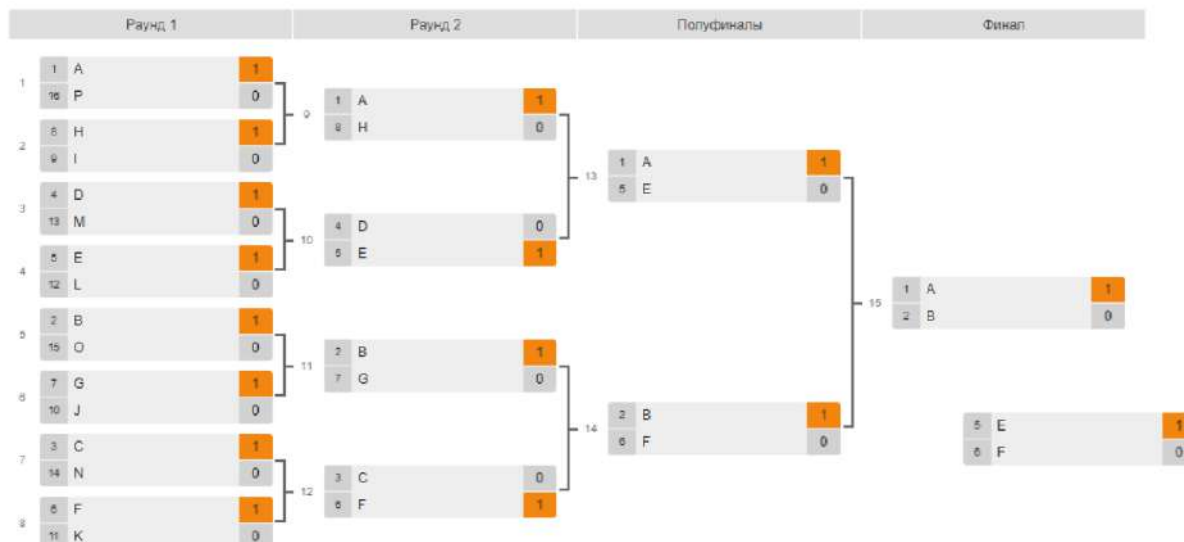 Раунд 1 Раунд 2 Полуфиналы Финал
1
1 A 1
16 P 0
2
8 H 1
9 I 0
3
4 D 1
13 M 0
4
5 E 1
12 L 0
5
2 B 1
15 O 0
6
7 G 1
10 J 0
7
3 C 1
14 N 0
8
6 F 1
11 K 0
9
1 A 1
8 H 0
10
4 D 0
5 E 1
11
2 B 1
7 G 0
12
3 C 0
6 F 1
13
1 A 1
5 E 0
14
2 B 1
6 F 0
15
1 A 1
2 B 0
5 E 1
6 F 0